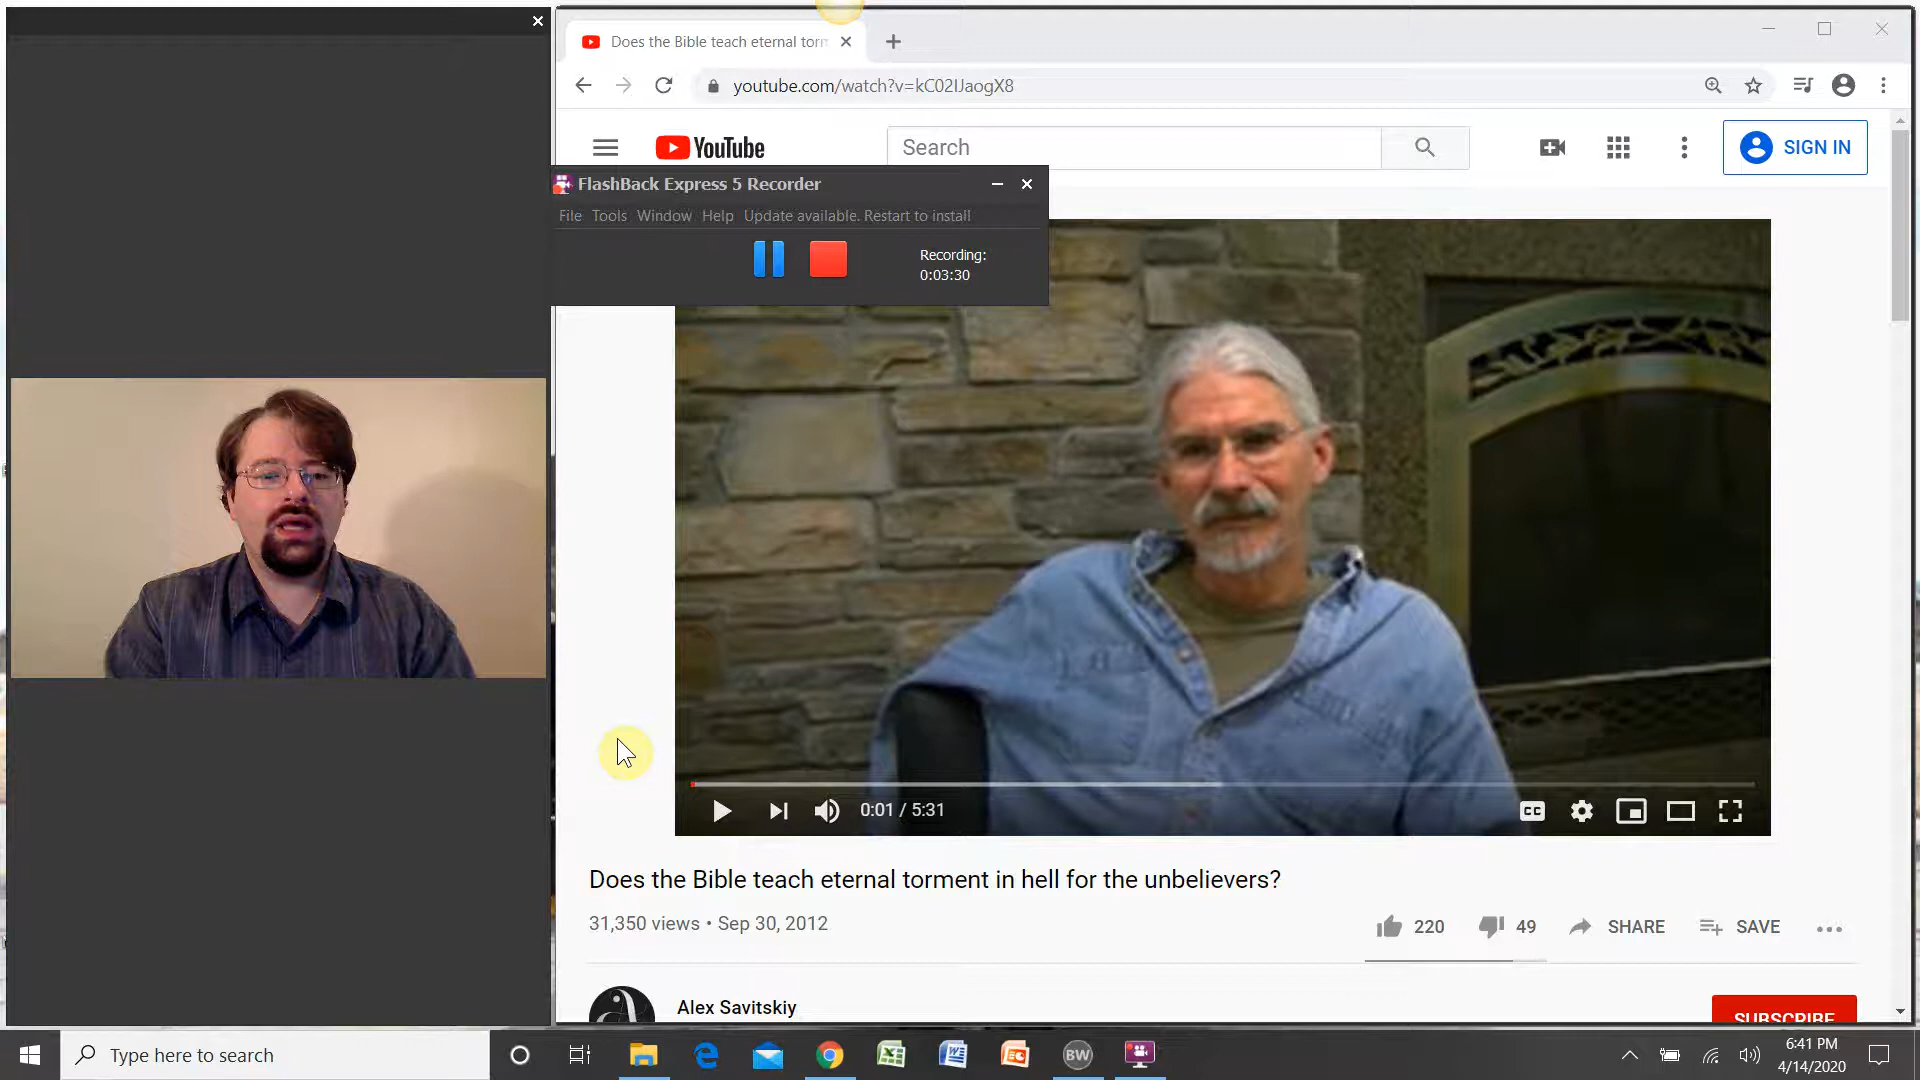 Does the Bible teach eternal torm
youtube.com/watch?v=kC02IJaogX8
YouTube
Search
SIGN IN
FlashBack Express 5 Recorder
File Tools Window Help Update available. Restart to install
Recording:
0:03:30
0:01 / 5:31
CC
Does the Bible teach eternal torment in hell for the unbelievers?
31,350 views • Sep 30, 2012
220
49
SHARE
SAVE
Alex Savitskiy
SUBSCRIBE
Type here to search
BW
6:41 PM
4/14/2020